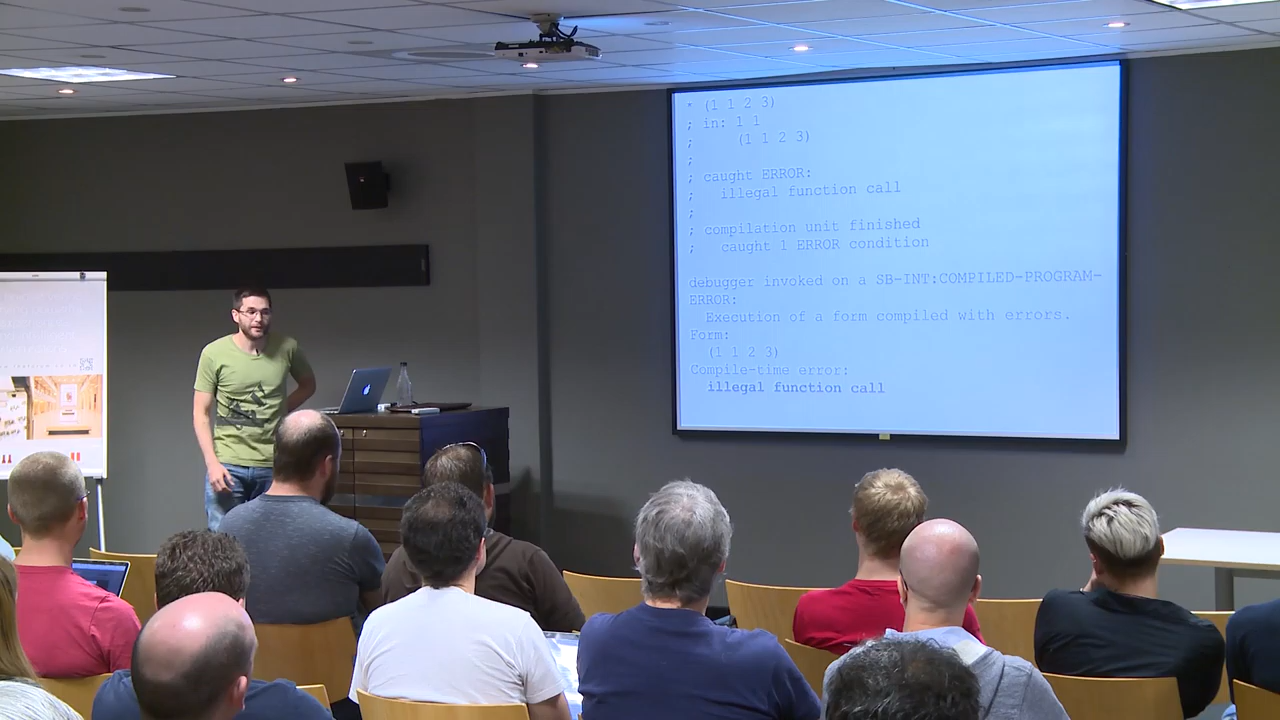 * (1 1 2 3)
; in: 1 1
;     (1 1 2 3)
;
; caught ERROR:
;   illegal function call
;
; compilation unit finished
;   caught 1 ERROR condition
debugger invoked on a SB-INT:COMPILED-PROGRAM-
ERROR:
  Execution of a form compiled with errors.
Form:
  (1 1 2 3)
Compile-time error:
  illegal function call